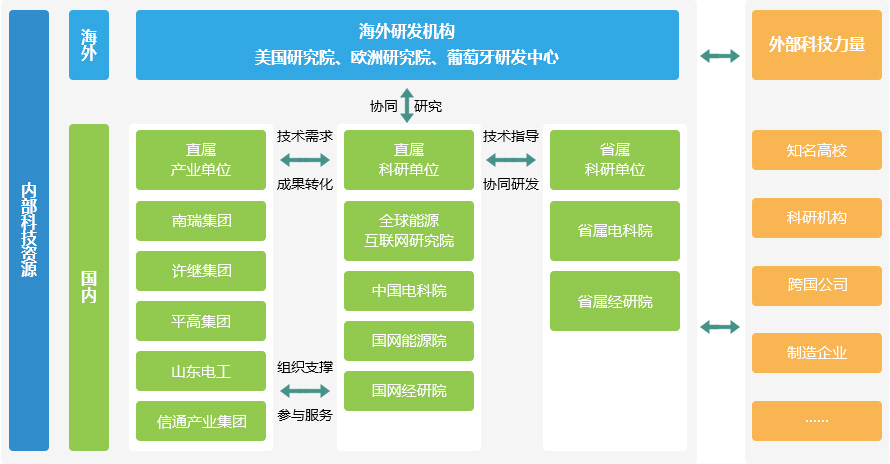 内部科技资源
海外
海外研发机构
美国研究院、欧洲研究院、葡萄牙研发中心
协同 研究
国内
直属
产业单位
南瑞集团
许继集团
平高集团
山东电工
信通产业集团
技术需求
成果转化
组织支撑
参与服务
直属
科研单位
全球能源
互联网研究院
中国电科院
国网能源院
国网经研院
技术指导
协同研发
省属
科研单位
省属电科院
省属经研院
外部科技力量
知名高校
科研机构
跨国公司
制造企业
......